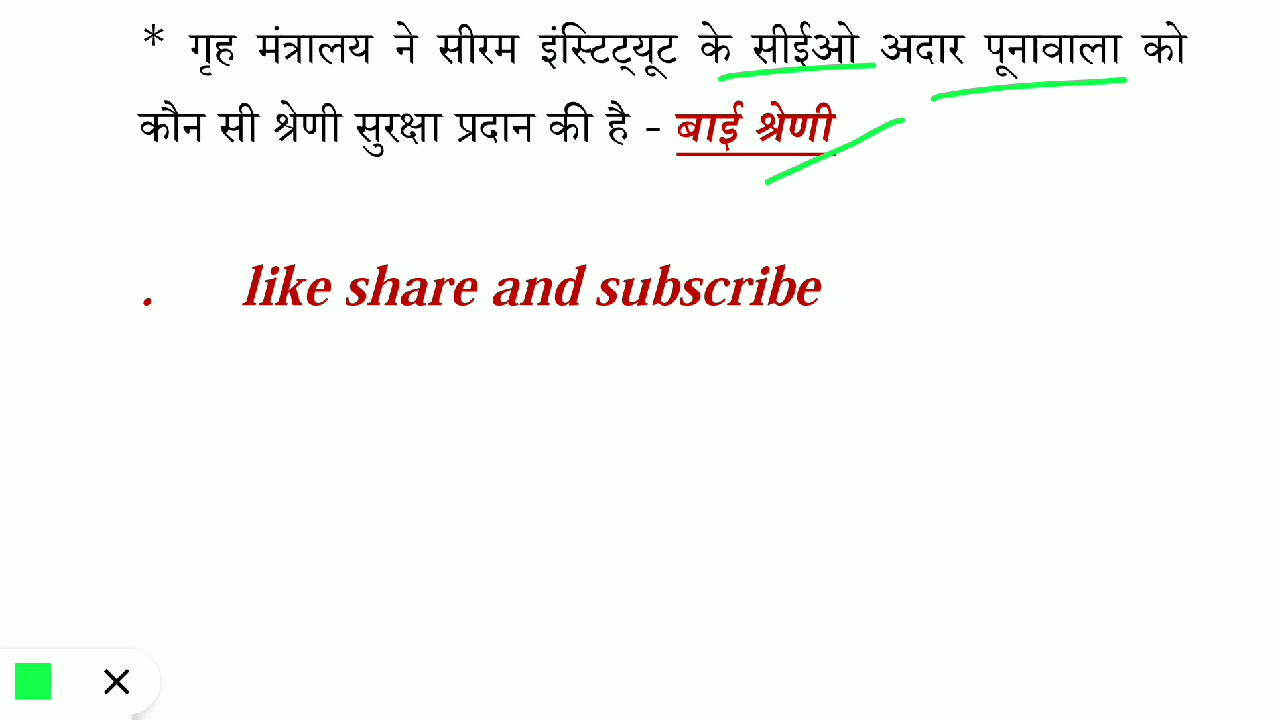 * गृह मंत्रालय ने सीरम इंस्टिट्यूट के सीईओ अदार पूनावाला को
कौन सी श्रेणी सुरक्षा प्रदान की है - बाई श्रेणी
. like share and subscribe